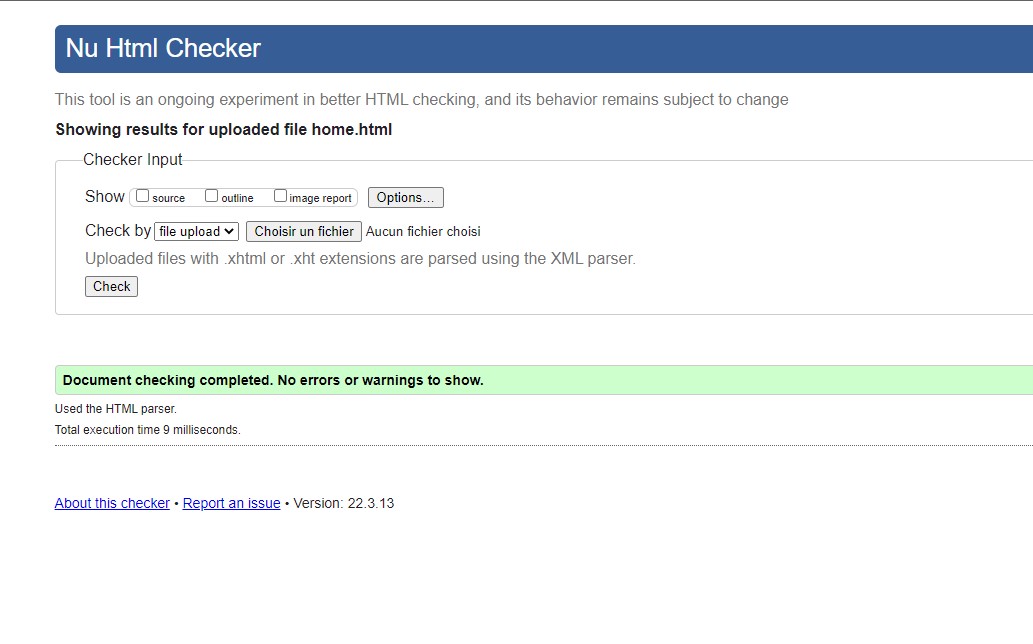 Nu Html Checker
This tool is an ongoing experiment in better HTML checking, and its behavior remains subject to change
Showing results for uploaded file home.html
Checker Input
Show source outline image report Options...
Check by file upload Choisir un fichier Aucun fichier choisi
Uploaded files with .xhtml or .xht extensions are parsed using the XML parser.
Check
Document checking completed. No errors or warnings to show.
Used the HTML parser.
Total execution time 9 milliseconds.
About this checker • Report an issue • Version: 22.3.13